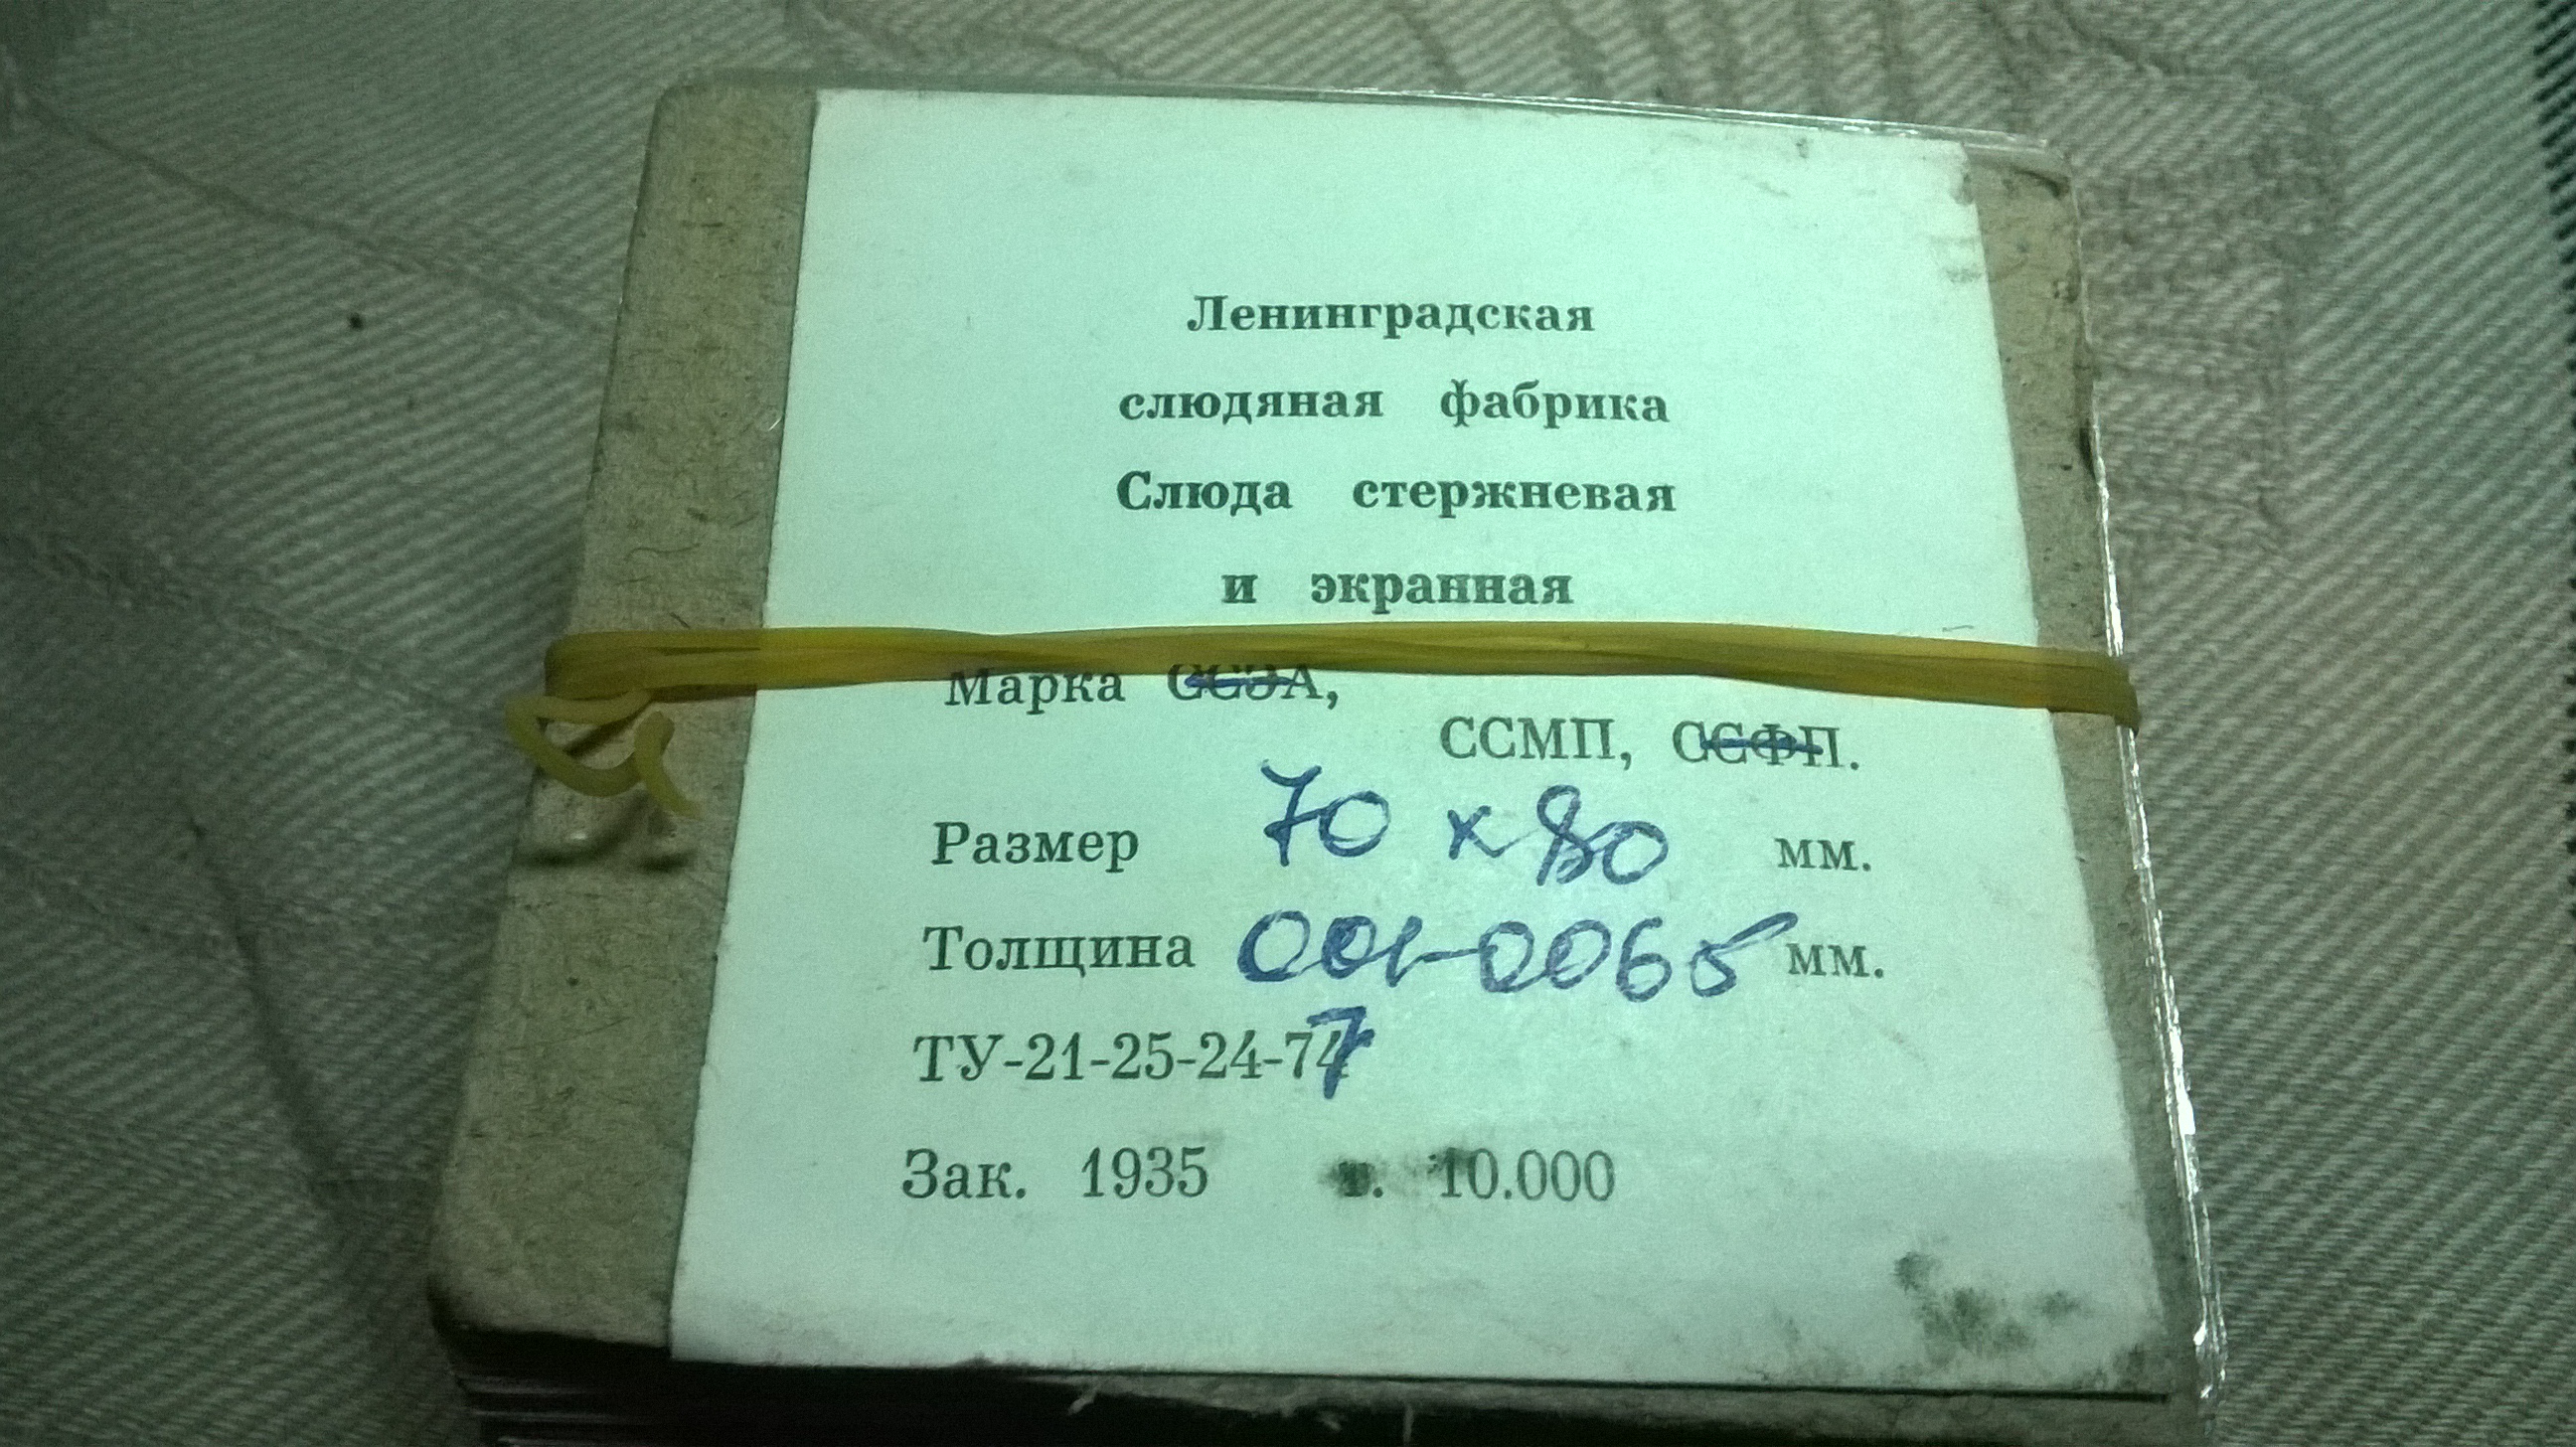 Ленинградская
слюдяная фабрика
Слюда стержневая
и экранная
Марка ССЭА,
ССМП, ССФП.
Размер 70 x 80 мм.
Толщина 001-0065 мм.
ТУ-21-25-24-77
Зак. 1935 т. 10.000